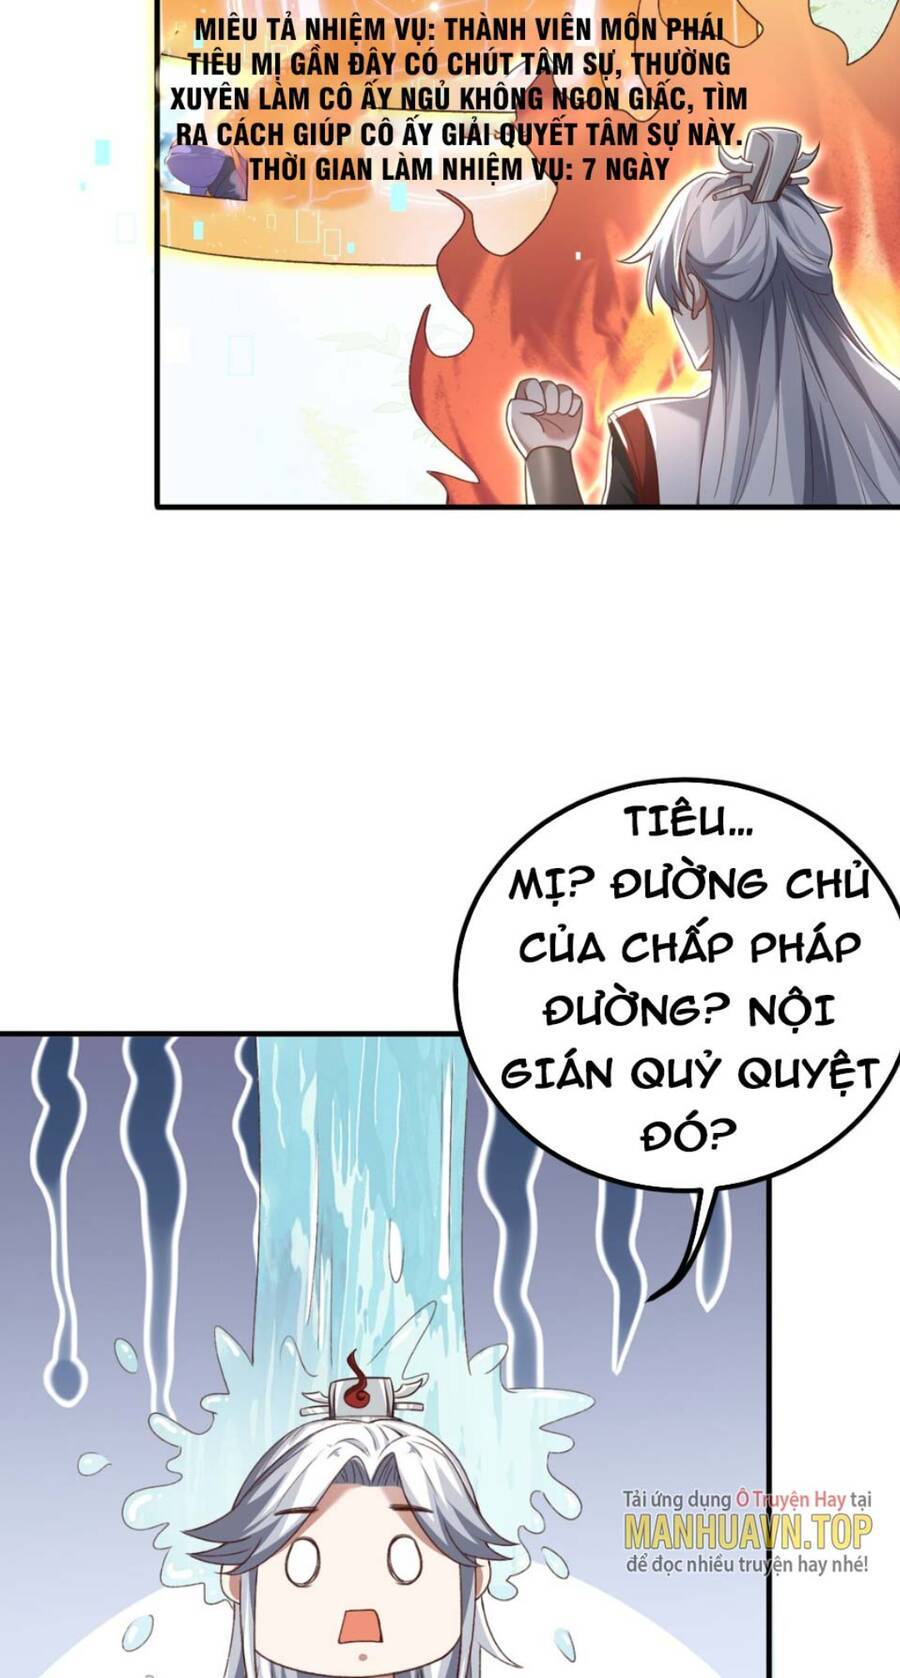 MIÊU TẢ NHIỆM VỤ: THÀNH VIÊN MÔN PHÁI
TIÊU MỊ GẦN ĐÂY CÓ CHÚT TÂM SỰ, THƯỜNG
XUYÊN LÀM CÔ ẤY NGỦ KHÔNG NGON GIẤC, TÌM
RA CÁCH GIÚP CÔ ẤY GIẢI QUYẾT TÂM SỰ NÀY.
THỜI GIAN LÀM NHIỆM VỤ: 7 NGÀY
TIÊU...
MỊ? ĐƯỜNG CHỦ
CỦA CHẤP PHÁP
ĐƯỜNG? NỘI
GIÁN QUỶ QUYỆT
ĐÓ?
Tải ứng dụng Ô Truyện Hay tại
MANHUAVN.TOP
để đọc nhiều truyện hay nhé!